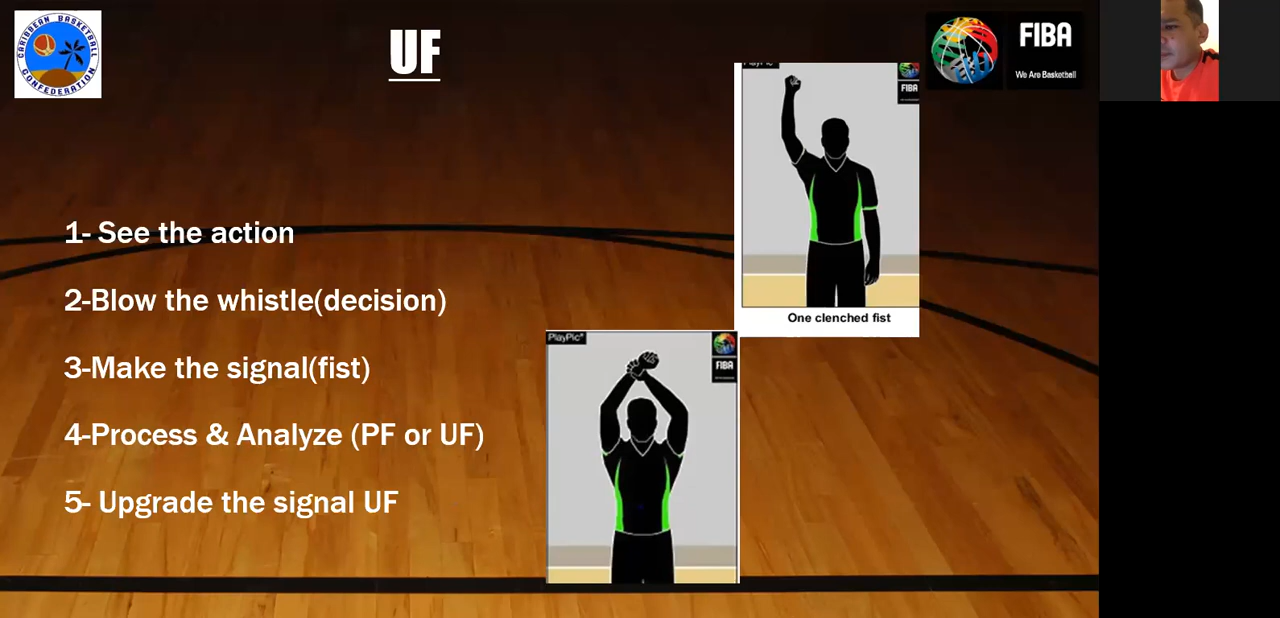 CARIBBEAN BASKETBALL
CONFEDERATION
UF
FIBA
We Are Basketball
PlayPic
FIBA
1- See the action
2-Blow the whistle(decision)
One clenched fist
PlayPic®
FIBA
3-Make the signal(fist)
4-Process & Analyze (PF or UF)
5- Upgrade the signal UF